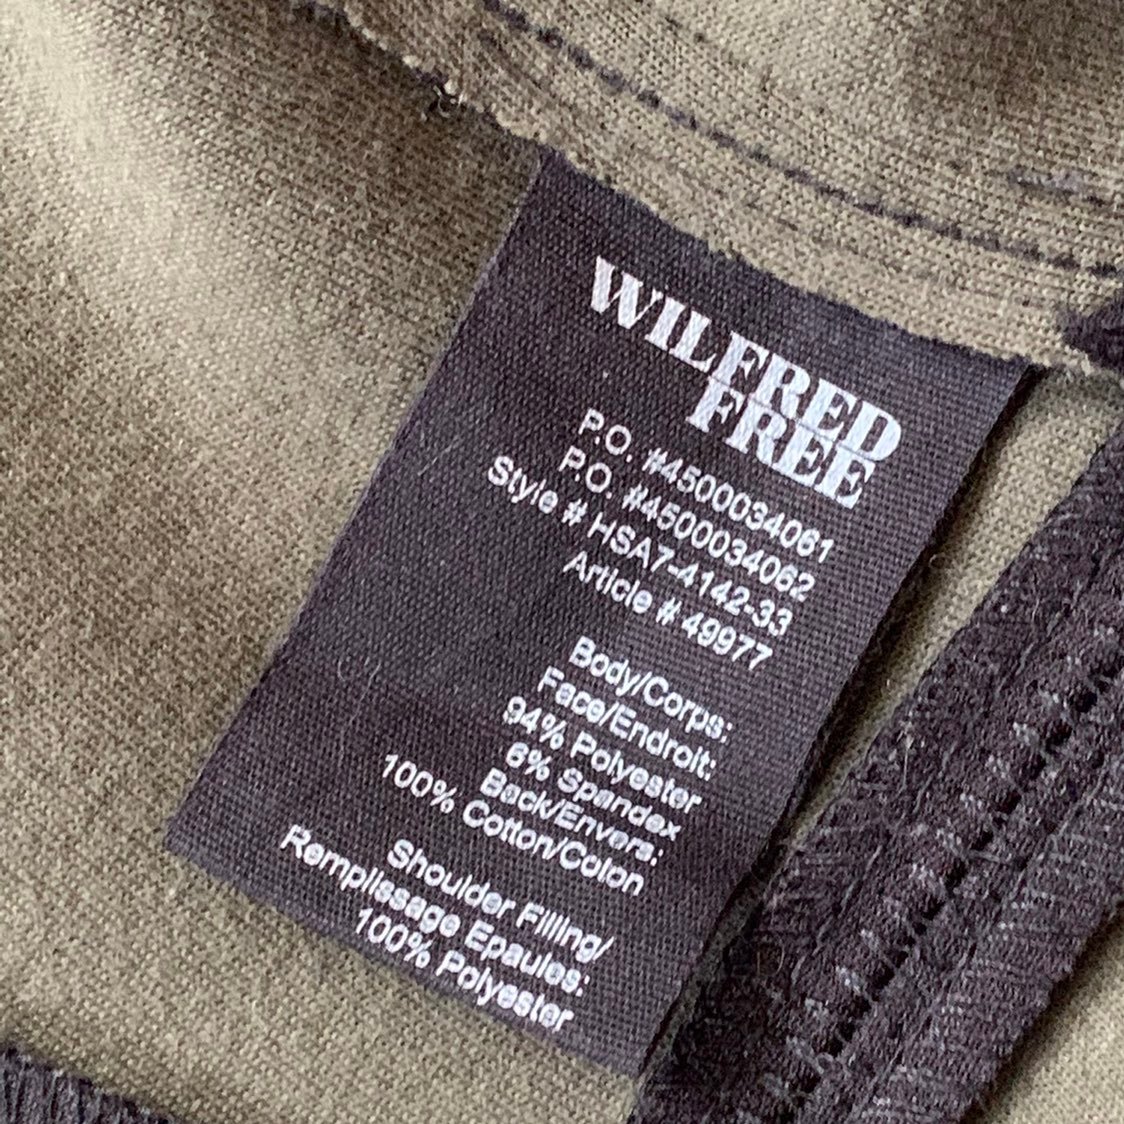 WILFRED
FREE
P.O. #4500034061
P.O. #4500034062
Style # HSA7-4142-33
Article # 49977
Body/Corps:
Face/Endroit:
94% Polyester
6% Spandex
Back/Envers:
100% Cotton/Coton
Shoulder Filling/
Remplissage Epaules:
100% Polyester